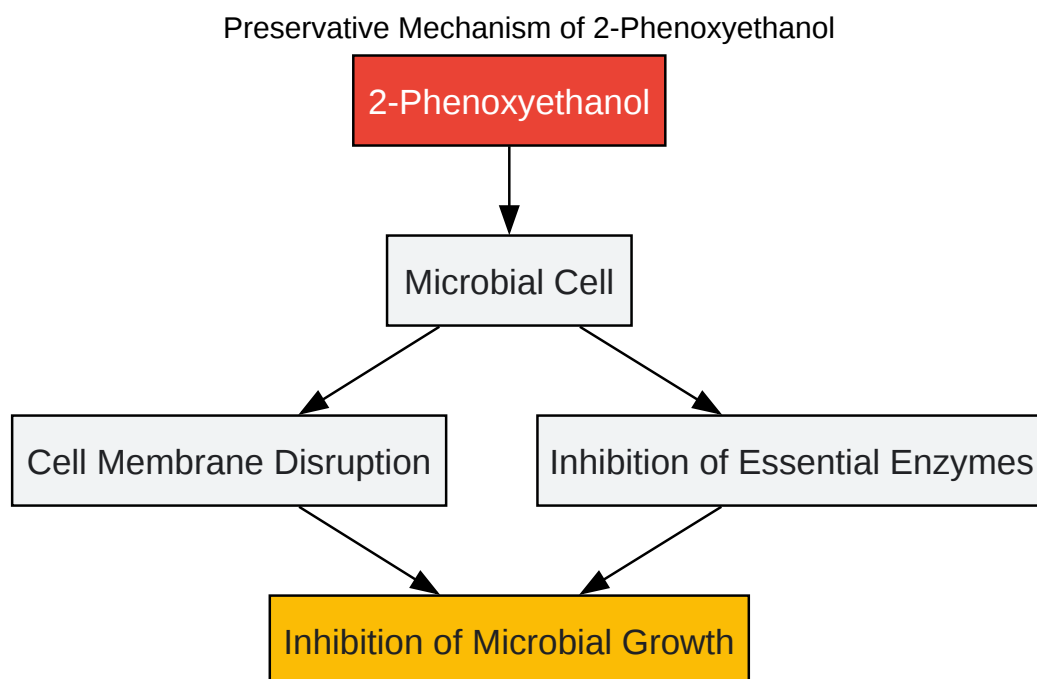 Preservative Mechanism of 2-Phenoxyethanol
2-Phenoxyethanol
Microbial Cell
Cell Membrane Disruption
Inhibition of Essential Enzymes
Inhibition of Microbial Growth